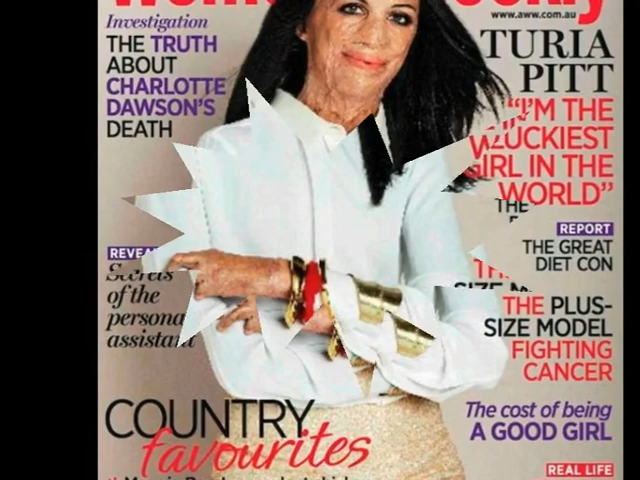 www.aww.com.au
Investigation
THE TRUTH
ABOUT
CHARLOTTE
DAWSON'S
DEATH
TURIA
PITT
“I'M THE
LUCKIEST
GIRL IN THE
WORLD”
THE
REPORT
THE GREAT
DIET CON
Secrets
of the
persona
assistant
THE PLUS-
SIZE MODEL
FIGHTING
CANCER
The cost of being
A GOOD GIRL
COUNTRY
favourites
REAL LIFE